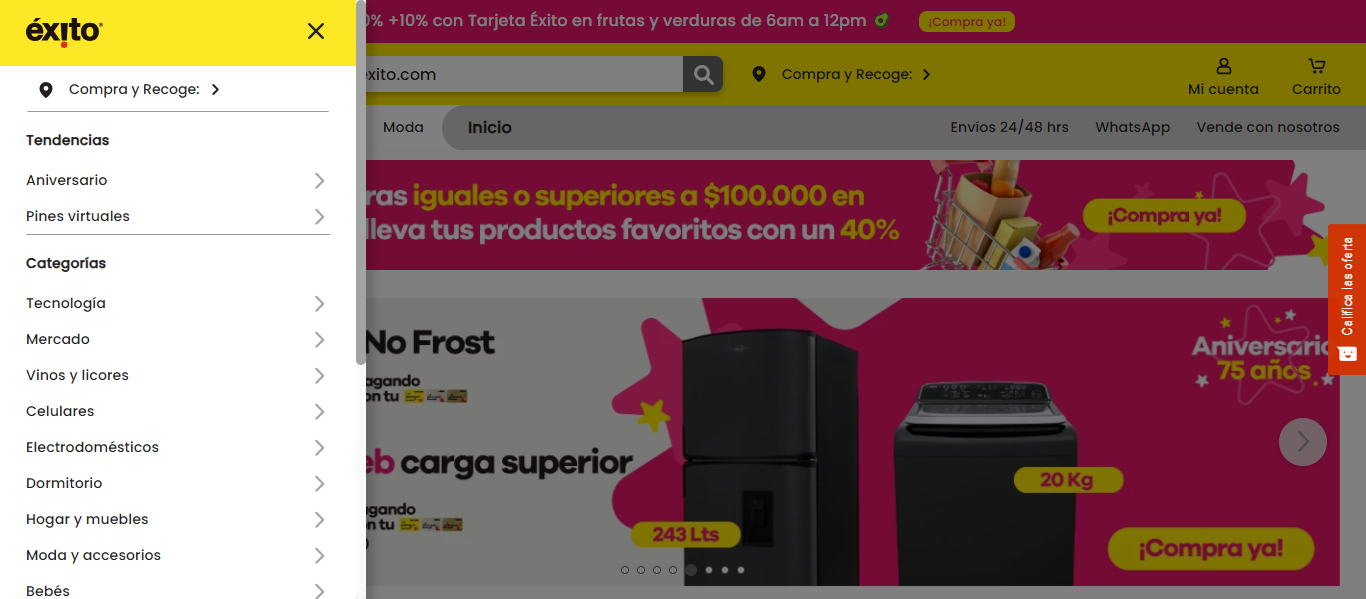 éxito
Compra y Recoge:
Tendencias
Aniversario
Pines virtuales
Categorías
Tecnología
Mercado
Vinos y licores
Celulares
Electrodomésticos
Dormitorio
Hogar y muebles
Moda y accesorios
Bebés
0% +10% con Tarjeta Éxito en frutas y verduras de 6am a 12pm
¡Compra ya!
exito.com
Compra y Recoge:
Mi cuenta
Carrito
Moda
Inicio
Envíos 24/48 hrs
WhatsApp
Vende con nosotros
ras iguales o superiores a $100.000 en
lleva tus productos favoritos con un 40%
¡Compra ya!
No Frost
agando
on tu
eb carga superior
agando
on tu
243 Lts
20 Kg
Aniversario
75 años
¡Compra ya!
Califica las oferta